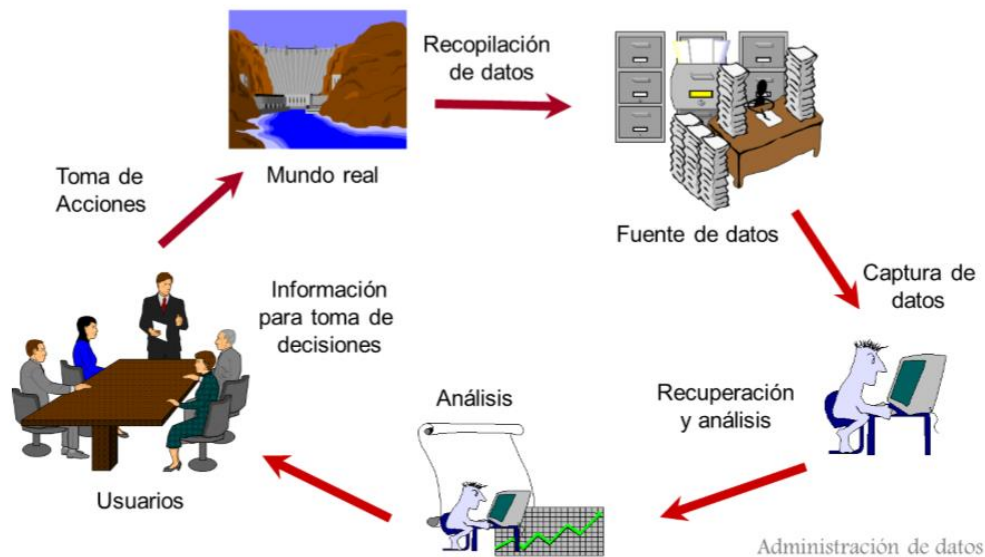 Recopilación
de datos
Toma de
Acciones
Mundo real
Fuente de datos
Captura de
datos
Información
para toma de
decisiones
Recuperación
y análisis
Análisis
Usuarios
Administración de datos